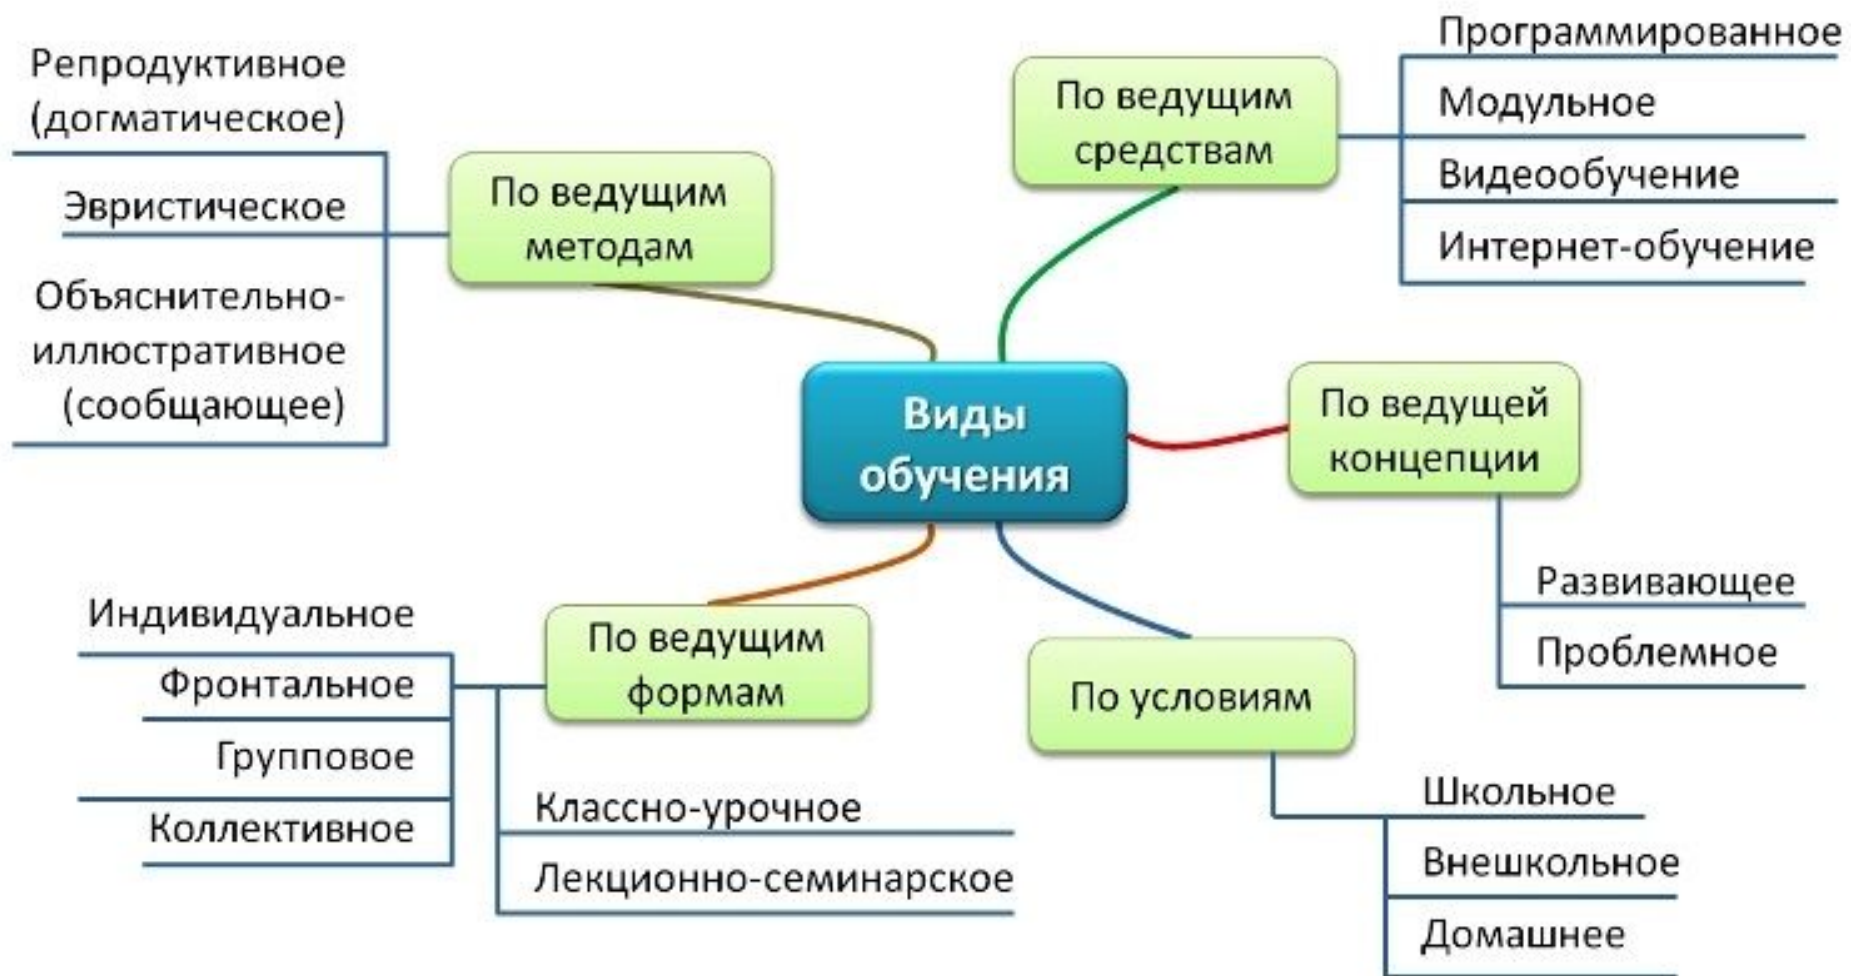 Репродуктивное
(догматическое)
Эвристическое
Объяснительно-
иллюстративное
(сообщающее)
По ведущим
методам
По ведущим
средствам
Программированное
Модульное
Видеообучение
Интернет-обучение
Виды
обучения
По ведущей
концепции
Развивающее
Проблемное
Индивидуальное
Фронтальное
Групповое
Коллективное
По ведущим
формам
Классно-урочное
Лекционно-семинарское
По условиям
Школьное
Внешкольное
Домашнее